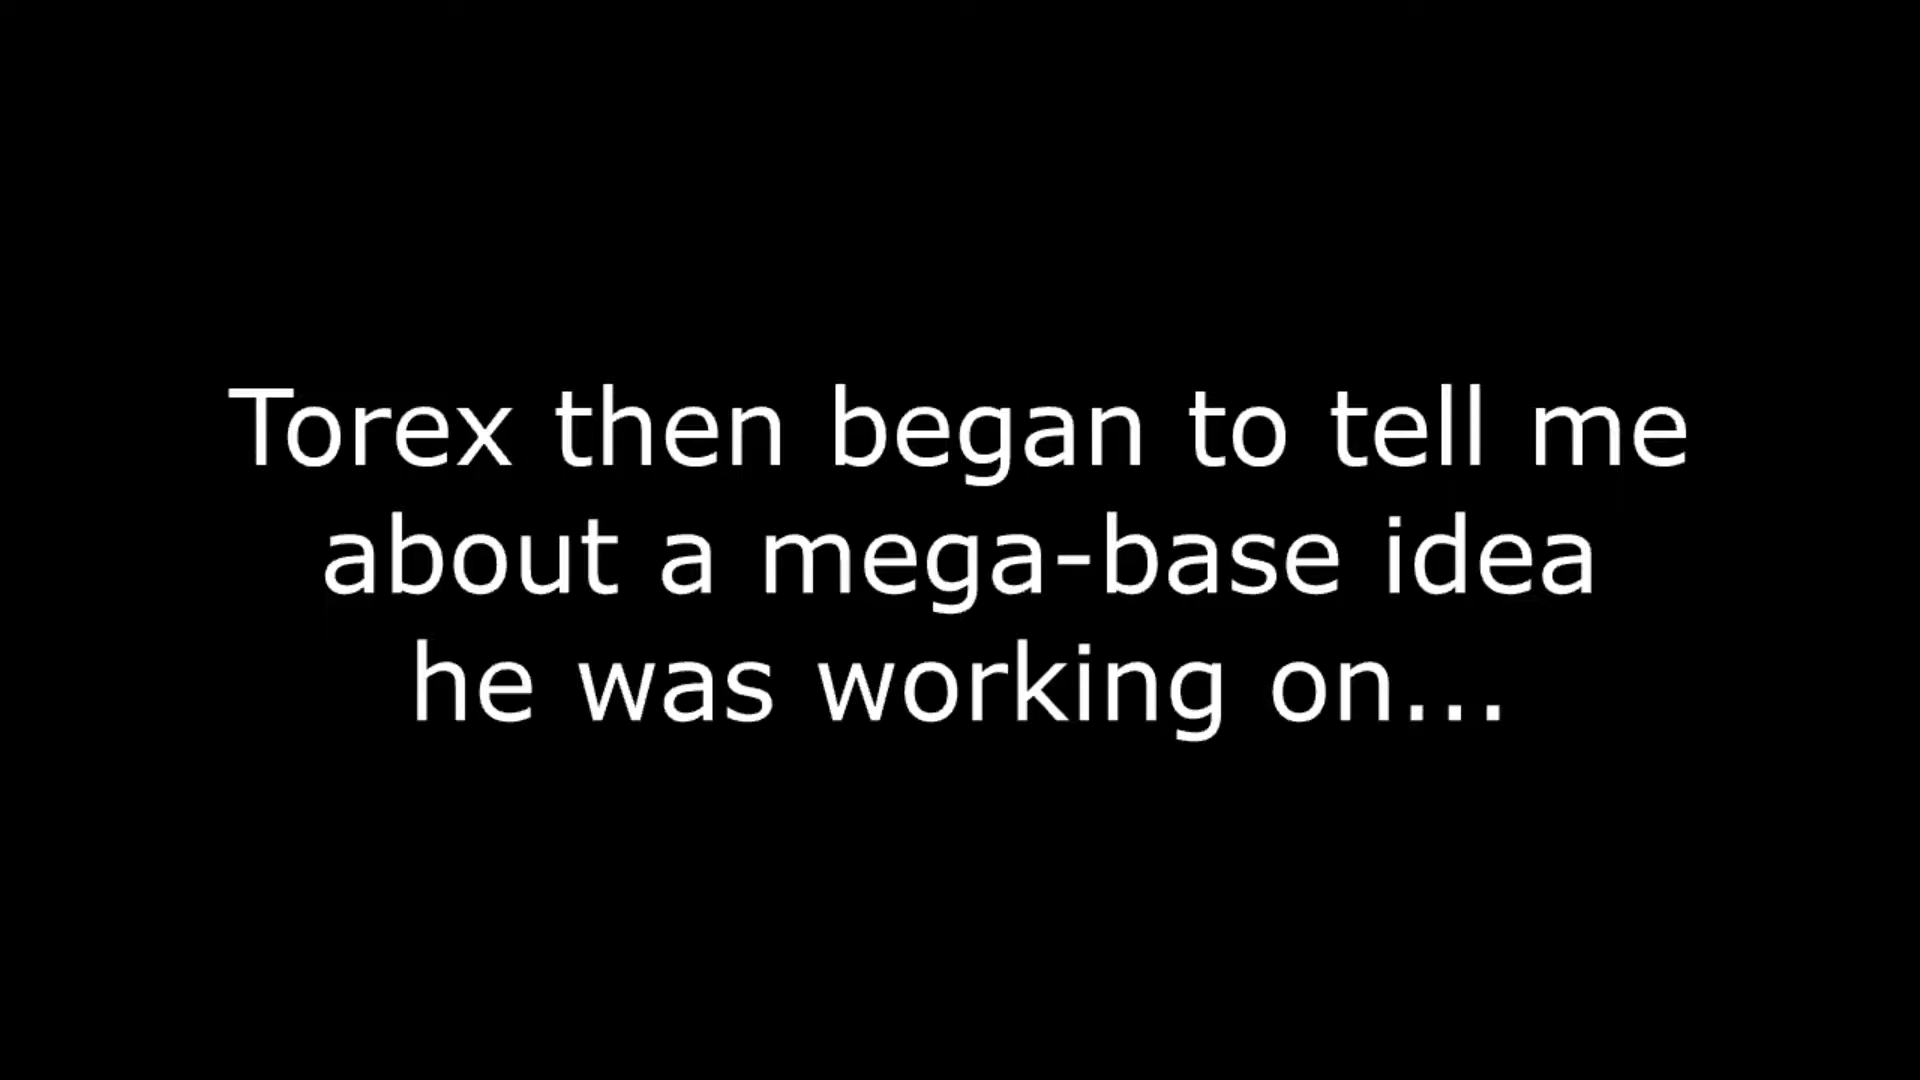 Torex then began to tell me
about a mega-base idea
he was working on...